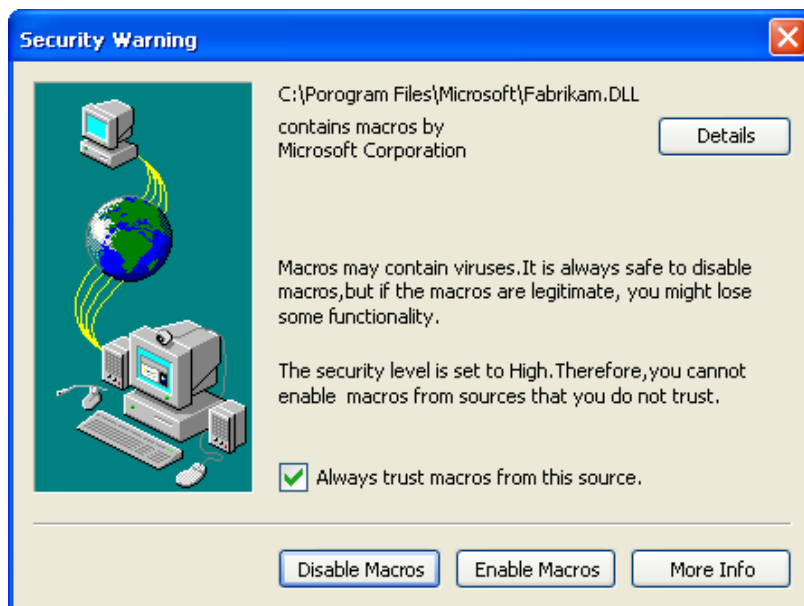 Security Warning
C:\Porogram Files\Microsoft\Fabrikam.DLL
contains macros by
Microsoft Corporation
Details
Macros may contain viruses.It is always safe to disable
macros,but if the macros are legitimate, you might lose
some functionality.
The security level is set to High.Therefore,you cannot
enable  macros from sources that you do not trust.
Always trust macros from this source.
Disable Macros
Enable Macros
More Info